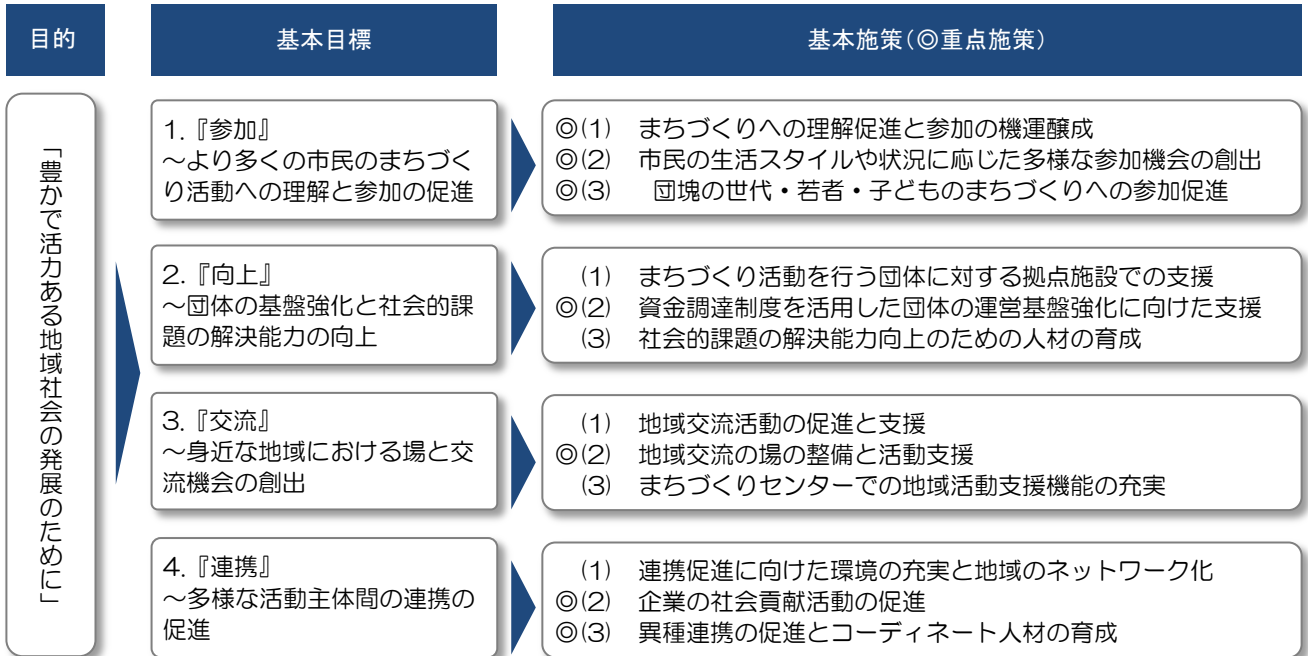 目的
基本目標
基本施策(◎重点施策)
「豊かで活力ある地域社会の発展のために」
1.『参加』
~より多くの市民のまちづく
り活動への理解と参加の促進
◎(1) まちづくりへの理解促進と参加の機運醸成
◎(2) 市民の生活スタイルや状況に応じた多様な参加機会の創出
◎(3) 団塊の世代・若者・子どものまちづくりへの参加促進
2.『向上』
~団体の基盤強化と社会的課
題の解決能力の向上
(1) まちづくり活動を行う団体に対する拠点施設での支援
◎(2) 資金調達制度を活用した団体の運営基盤強化に向けた支援
(3) 社会的課題の解決能力向上のための人材の育成
3.『交流』
~身近な地域における場と交
流機会の創出
(1) 地域交流活動の促進と支援
◎(2) 地域交流の場の整備と活動支援
(3) まちづくりセンターでの地域活動支援機能の充実
4.『連携』
~多様な活動主体間の連携の
促進
(1) 連携促進に向けた環境の充実と地域のネットワーク化
◎(2) 企業の社会貢献活動の促進
◎(3) 異種連携の促進とコーディネート人材の育成